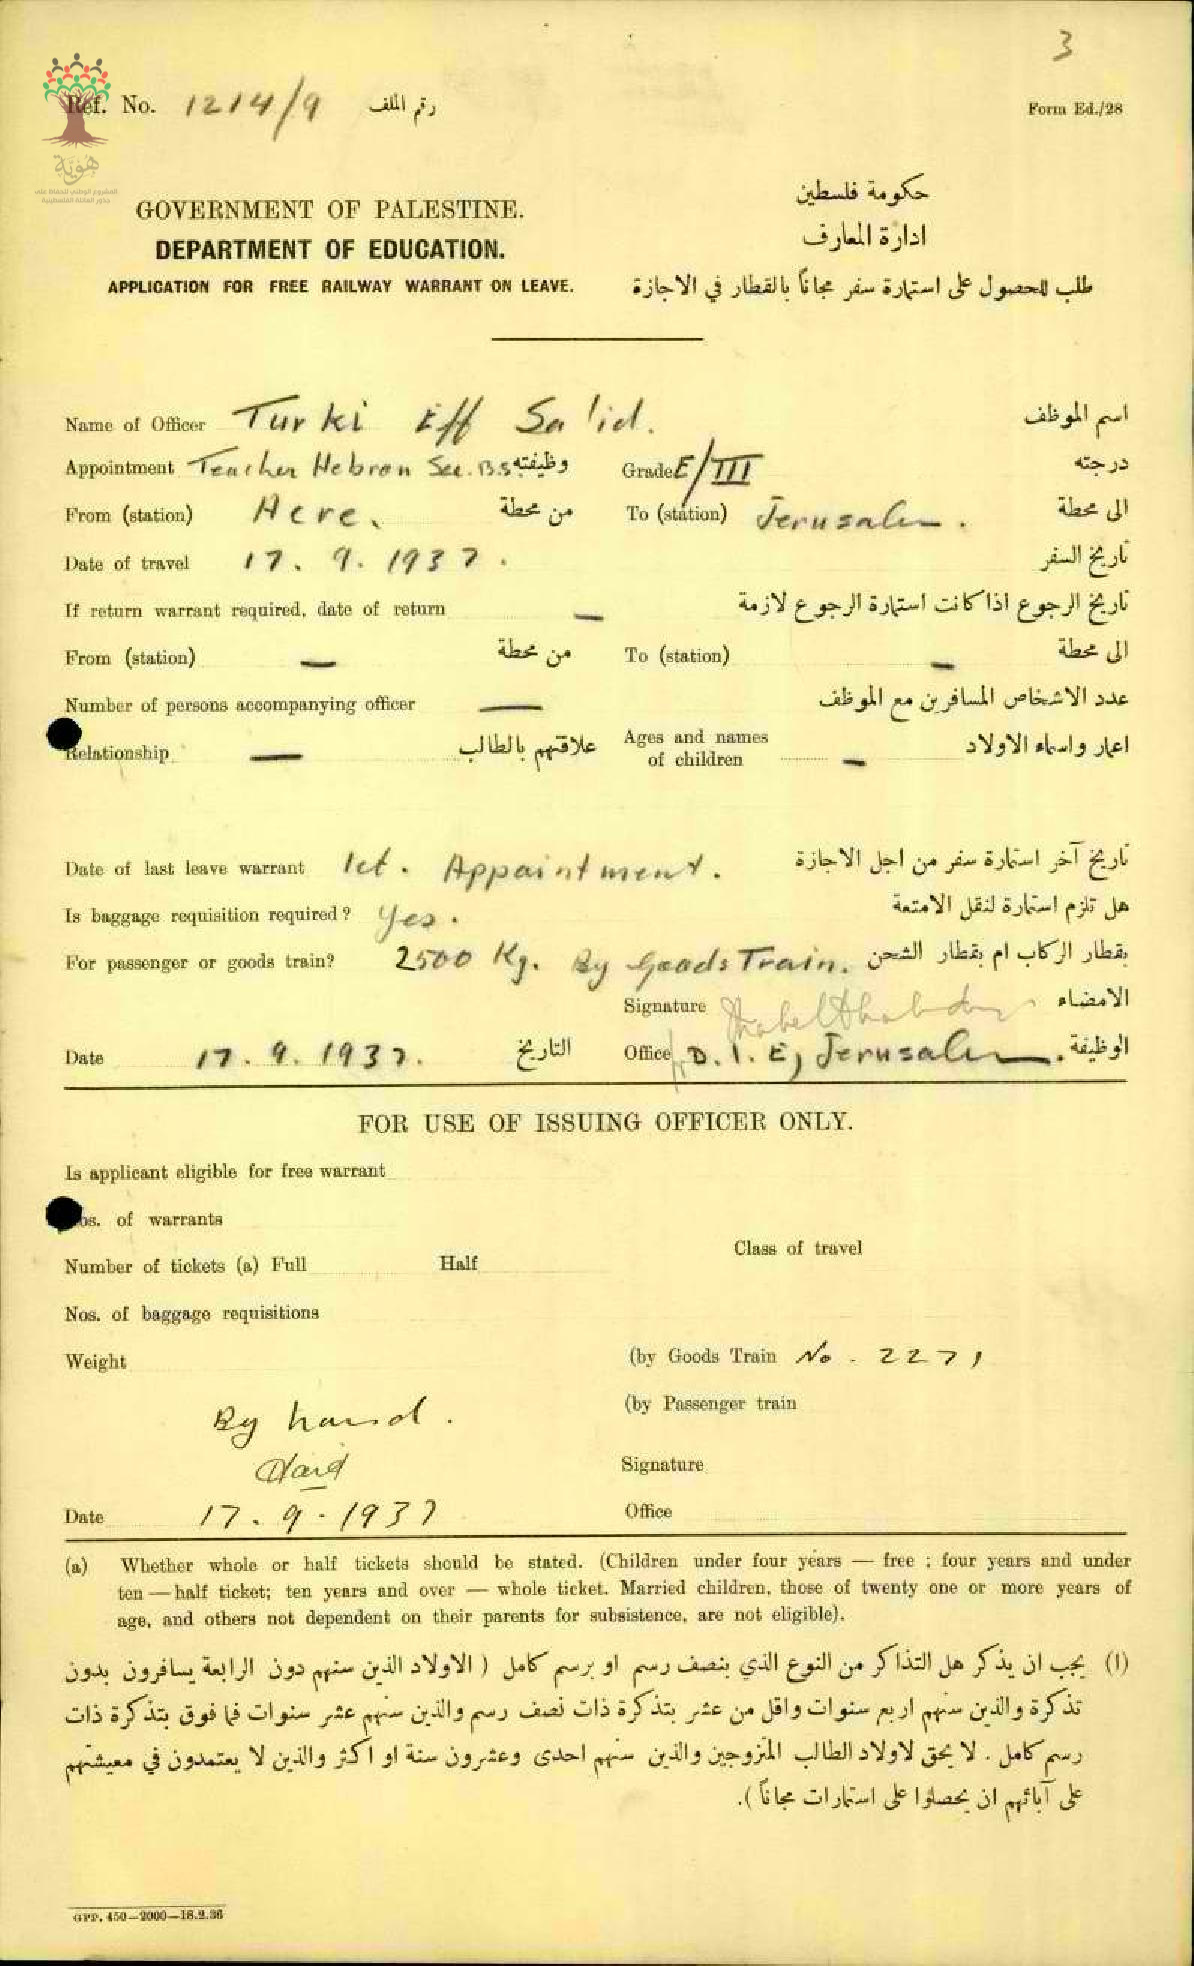 3
Ref. No. 1214/9 رقم الملف
Form Ed./28
هوية
المشروع الوطني للحفاظ على
جذور العائلة الفلسطينية
GOVERNMENT OF PALESTINE.
DEPARTMENT OF EDUCATION.
APPLICATION FOR FREE RAILWAY WARRANT ON LEAVE.
حكومة فلسطين
ادارة المعارف
طلب للحصول على استمارة سفر مجاناً بالقطار في الاجازة
Name of Officer Turki Eff Sa'id. اسم الموظف
Appointment Teacher Hebron Sec. B.S وظيفته Grade E/III درجته
From (station) Acre. من محطة To (station) Jerusalem. الى محطة
Date of travel 17. 9. 1937. تاريخ السفر
If return warrant required, date of return — تاريخ الرجوع اذا كانت استمارة الرجوع لازمة
From (station) — من محطة To (station) — الى محطة
Number of persons accompanying officer — عدد الاشخاص المسافرين مع الموظف
Relationship — علاقتهم بالطالب Ages and names of children — اعمار واسماء الاولاد
Date of last leave warrant 1st. Appointment. تاريخ آخر استمارة سفر من اجل الاجازة
Is baggage requisition required? Yes. هل تلزم استمارة لنقل الامتعة
For passenger or goods train? 2500 Kg. By Goods Train. بقطار الركاب ام بقطار الشحن
Signature الامضاء
Date 17. 9. 1937. التاريخ Office D. I. E, Jerusalem. الوظيفة
FOR USE OF ISSUING OFFICER ONLY.
Is applicant eligible for free warrant
os. of warrants
Class of travel
Number of tickets (a) Full Half
Nos. of baggage requisitions
Weight (by Goods Train No. 2271
(by Passenger train
By hand.
Signature
Date 17. 9. 1937 Office
(a) Whether whole or half tickets should be stated. (Children under four years — free ; four years and under
ten — half ticket; ten years and over — whole ticket. Married children, those of twenty one or more years of
age, and others not dependent on their parents for subsistence, are not eligible).
(ا) يجب ان يذكر هل التذاكر من النوع الذي بنصف رسم او برسم كامل ( الاولاد الذين سنهم دون الرابعة يسافرون بدون
تذكرة والذين سنهم اربع سنوات واقل من عشر بتذكرة ذات نصف رسم والذين سنهم عشر سنوات فما فوق بتذكرة ذات
رسم كامل . لا يحق لاولاد الطالب المتزوجين والذين سنهم احدى وعشرون سنة او اكثر والذين لا يعتمدون في معيشتهم
على آبائهم ان يحصلوا على استمارات مجاناً ).
GPP. 450—2000—18.2.36